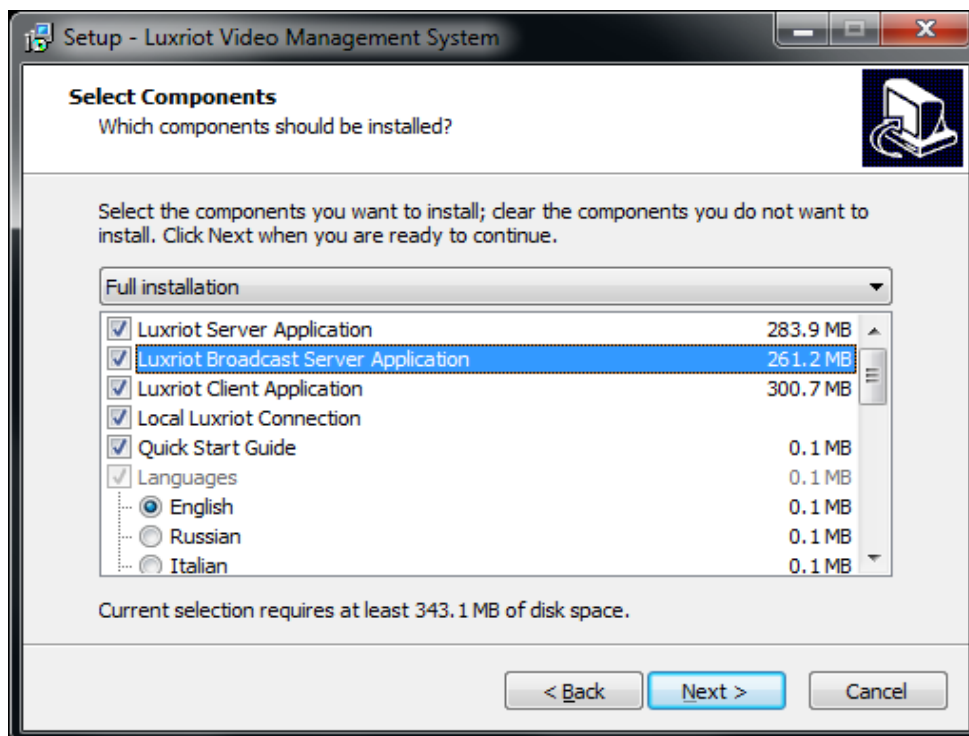 Setup - Luxriot Video Management System
Select Components
Which components should be installed?
Select the components you want to install; clear the components you do not want to
install. Click Next when you are ready to continue.
Full installation
Luxriot Server Application 283.9 MB
Luxriot Broadcast Server Application 261.2 MB
Luxriot Client Application 300.7 MB
Local Luxriot Connection
Quick Start Guide 0.1 MB
Languages 0.1 MB
English 0.1 MB
Russian 0.1 MB
Italian 0.1 MB
Current selection requires at least 343.1 MB of disk space.
< Back Next > Cancel